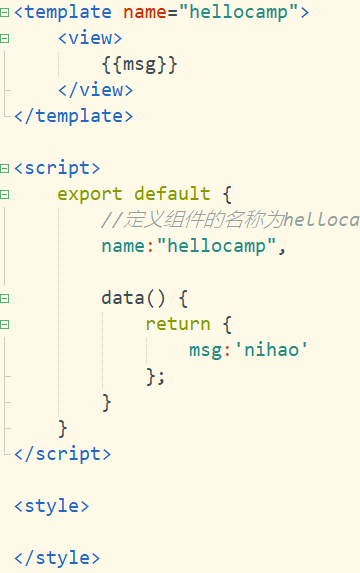 <template name="hellocamp">
<view>
{{msg}}
</view>
</template>
<script>
export default {
//定义组件的名称为helloca
name:"hellocamp",
data() {
return {
msg:'nihao'
};
}
}
</script>
<style>
</style>